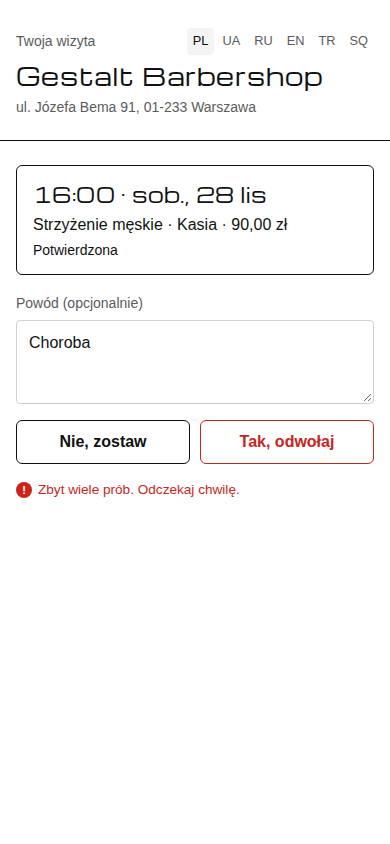 Twoja wizyta
PL UA RU EN TR SQ
Gestalt Barbershop
ul. Józefa Bema 91, 01-233 Warszawa
16:00 · sob., 28 lis
Strzyżenie męskie · Kasia · 90,00 zł
Potwierdzona
Powód (opcjonalnie)
Choroba
Nie, zostaw
Tak, odwołaj
! Zbyt wiele prób. Odczekaj chwilę.